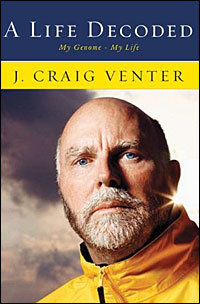 A LIFE DECODED
My Genome - My Life
J. CRAIG VENTER